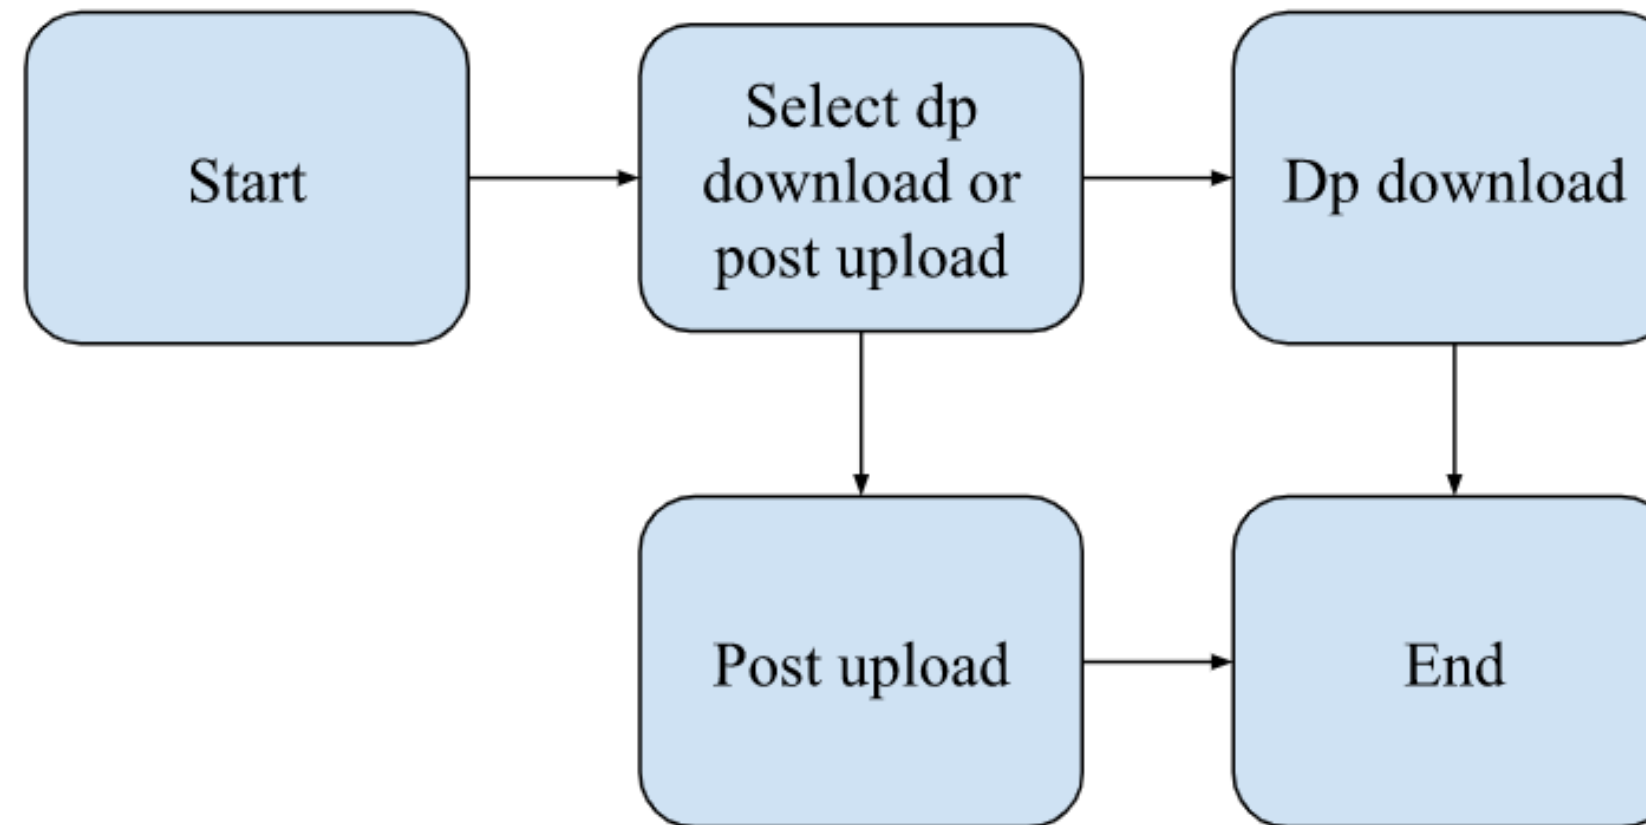 Start
Select dp
download or
post upload
Dp download
Post upload
End